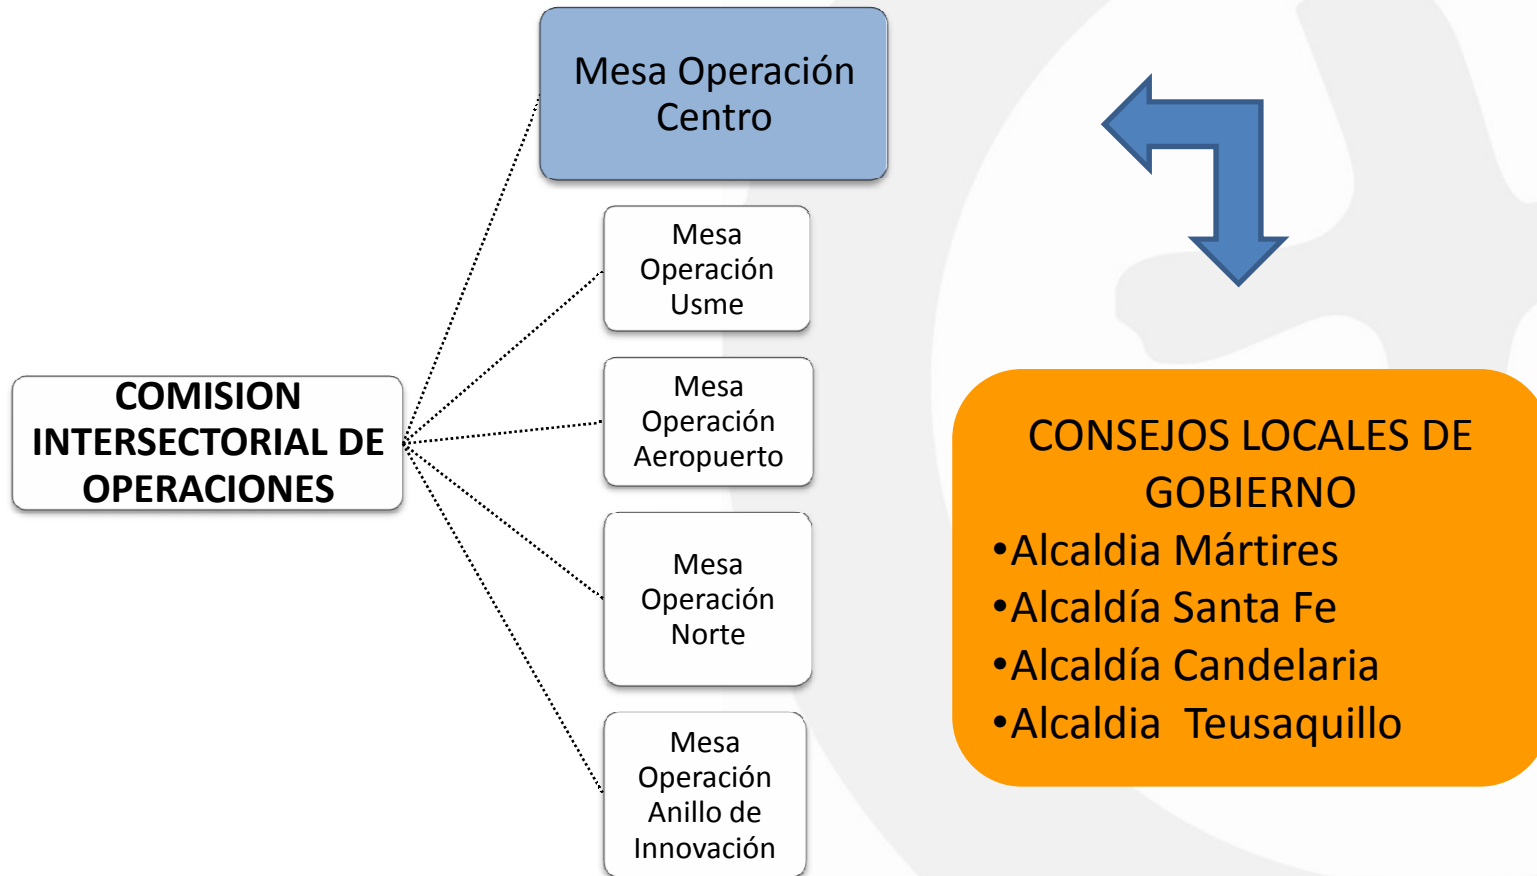 Mesa Operación
Centro
Mesa
Operación
Usme
COMISION
INTERSECTORIAL DE
OPERACIONES
Mesa
Operación
Aeropuerto
Mesa
Operación
Norte
Mesa
Operación
Anillo de
Innovación
CONSEJOS LOCALES DE
GOBIERNO
•Alcaldia Mártires
•Alcaldía Santa Fe
•Alcaldía Candelaria
•Alcaldia  Teusaquillo